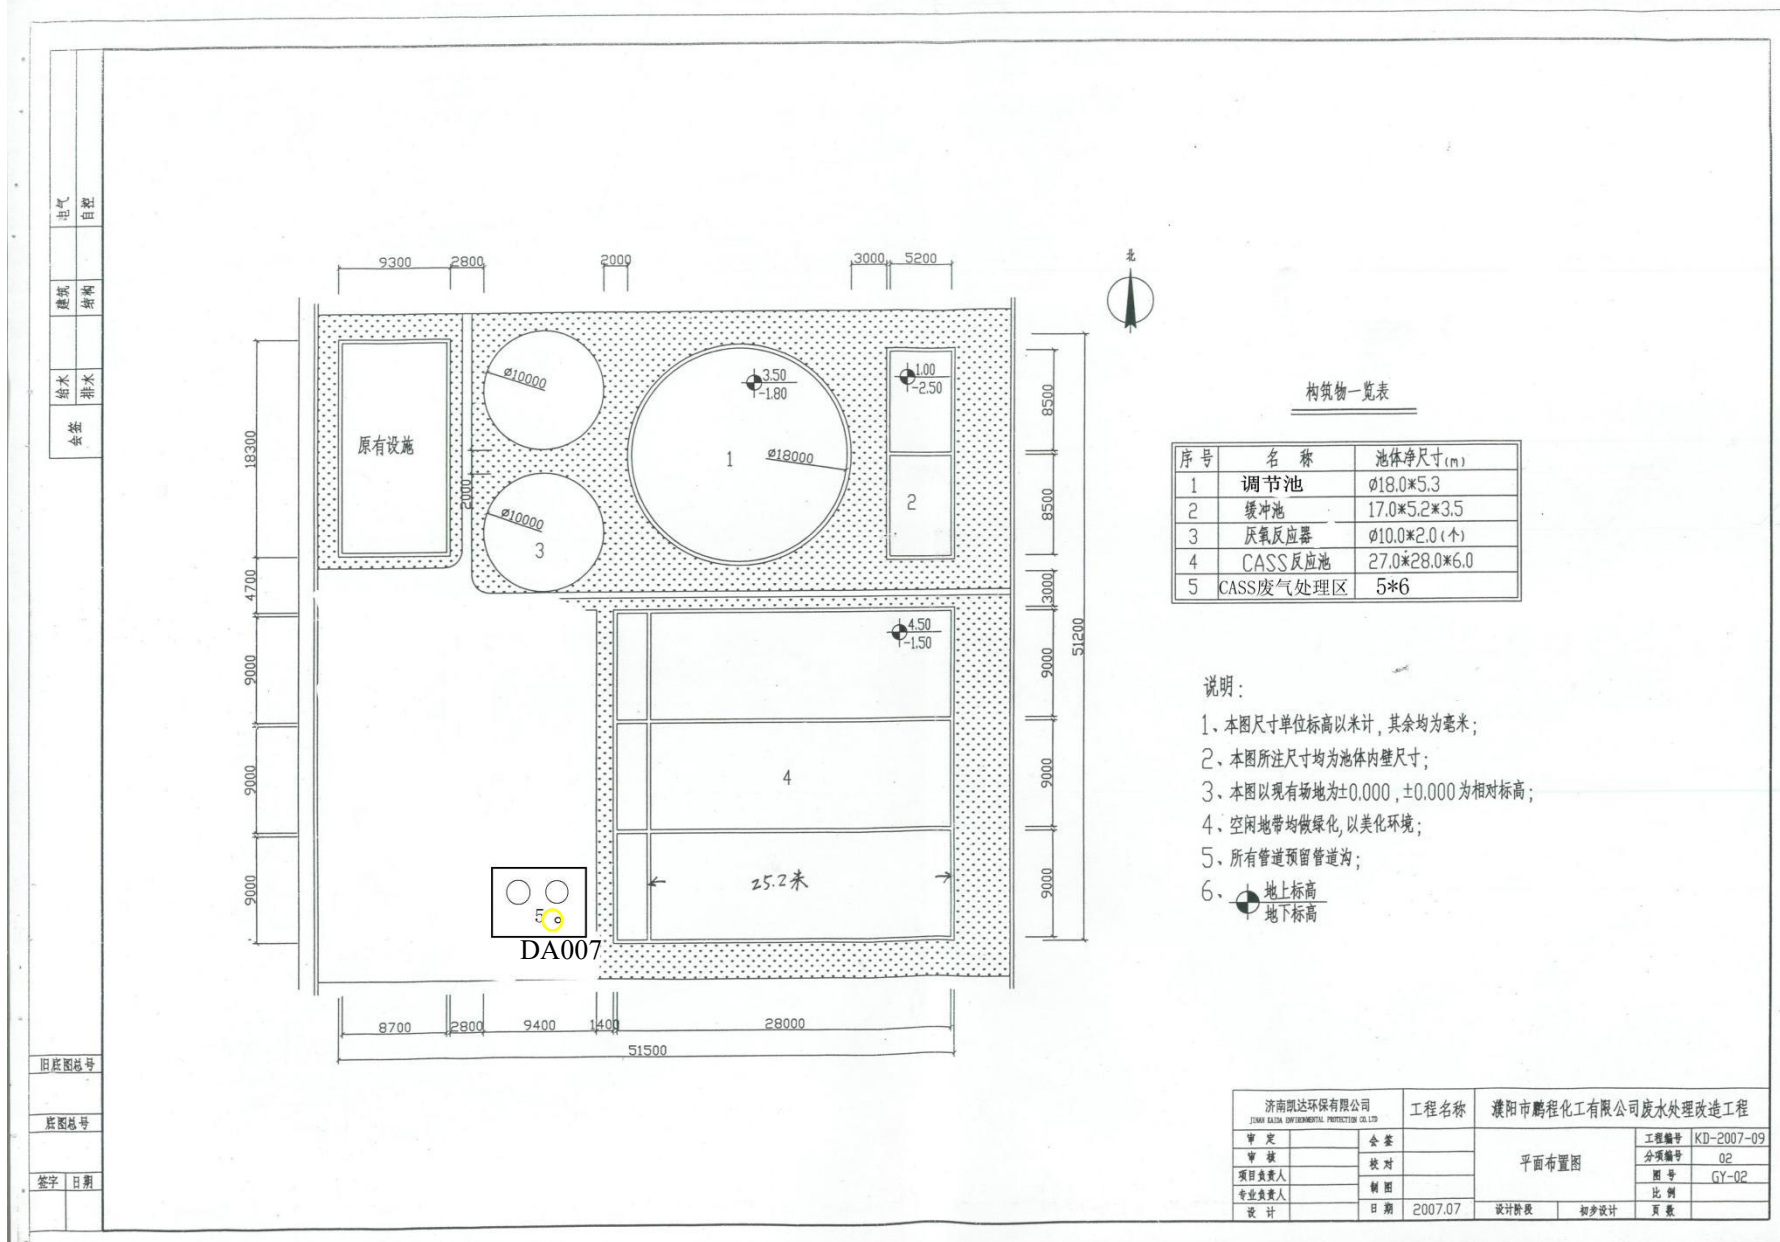 电气
自控
建筑
结构
给水
排水
会签
9300
2800
2000
3000
5200
北
原有设施
ø10000
3.50
-1.80
1.00
-2.50
1
ø18000
2
ø10000
3
2000
18300
4700
9000
9000
9000
8500
8500
3000
9000
9000
9000
51200
4.50
-1.50
4
25.2米
5
DA007
8700
2800
9400
1400
28000
51500
构筑物一览表
序号 名 称 池体净尺寸(m)
1 调节池 ø18.0*5.3
2 缓冲池 17.0*5.2*3.5
3 厌氧反应器 ø10.0*2.0(个)
4 CASS反应池 27.0*28.0*6.0
5 CASS废气处理区 5*6
说明:
1、本图尺寸单位标高以米计,其余均为毫米;
2、本图所注尺寸均为池体内壁尺寸;
3、本图以现有场地为±0.000,±0.000为相对标高;
4、空闲地带均做绿化,以美化环境;
5、所有管道预留管道沟;
6、 地上标高
地下标高
旧底图总号
底图总号
签字 日期
济南凯达环保有限公司
JINAN KAIDA ENVIRONMENTAL PROTECTION CO.LTD
工程名称 濮阳市鹏程化工有限公司废水处理改造工程
审 定 会 签
审 核 校 对
项目负责人 制 图
专业负责人
设 计 日 期 2007.07
平面布置图
设计阶段 初步设计
工程编号 KD-2007-09
分项编号 02
图 号 GY-02
比 例
页 数